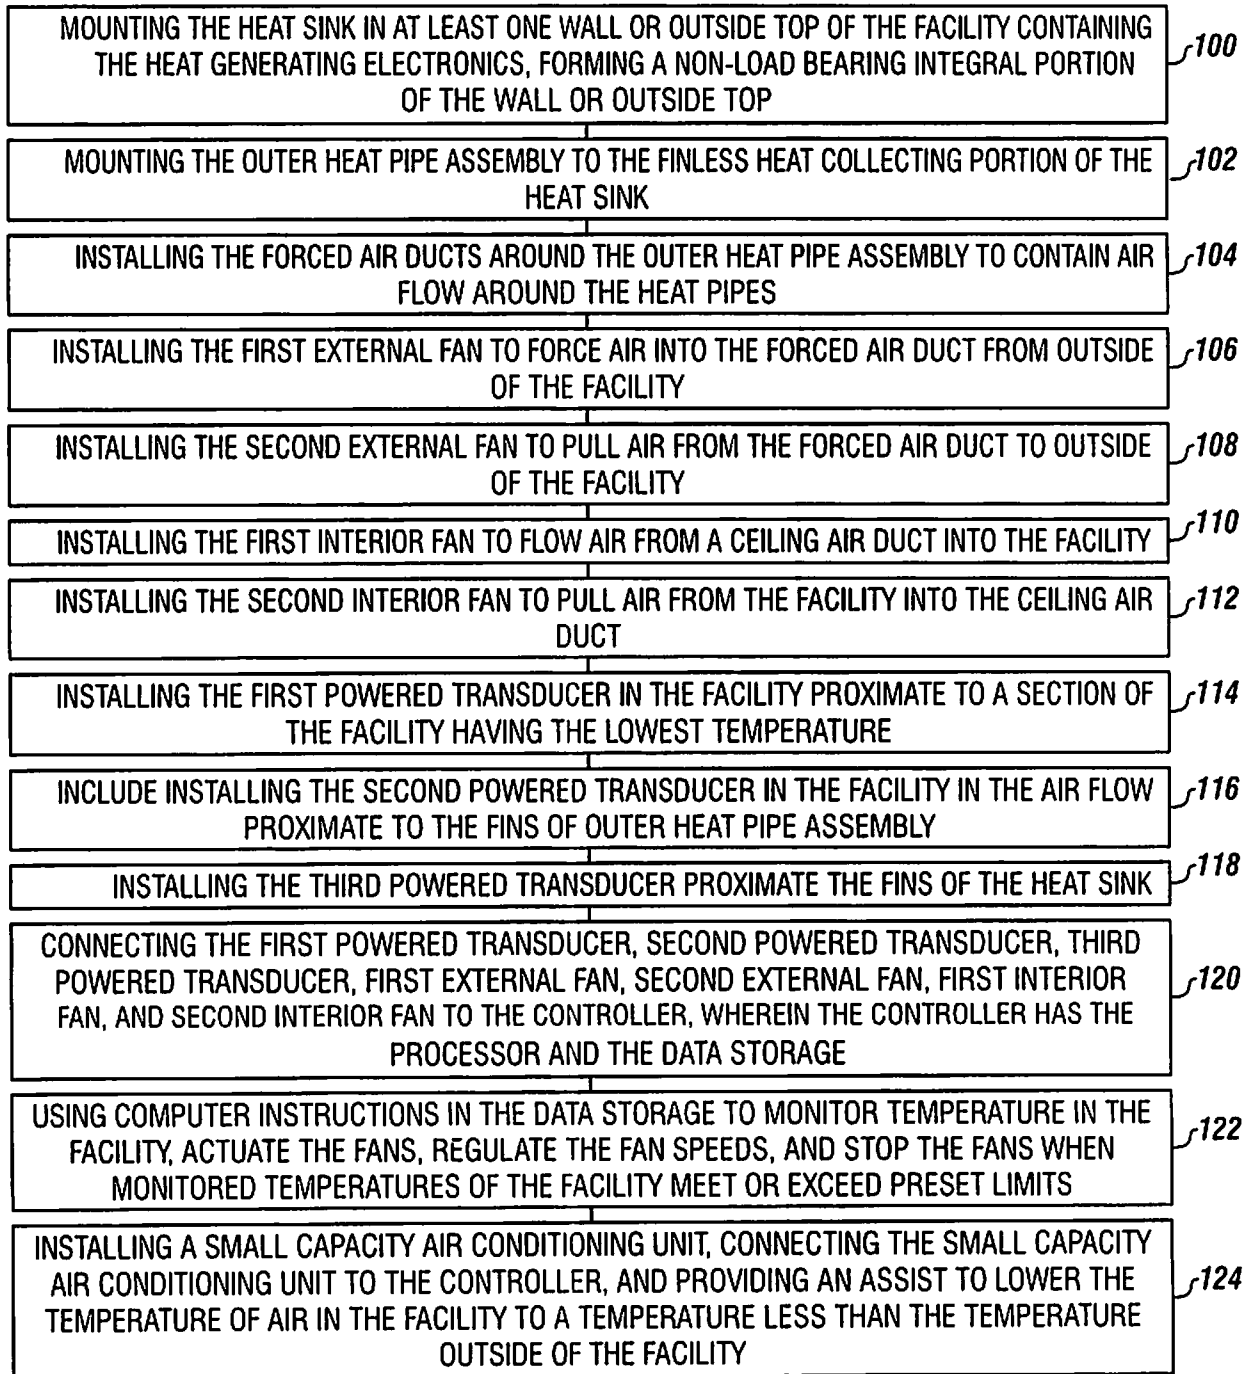 MOUNTING THE HEAT SINK IN AT LEAST ONE WALL OR OUTSIDE TOP OF THE FACILITY CONTAINING
THE HEAT GENERATING ELECTRONICS, FORMING A NON-LOAD BEARING INTEGRAL PORTION
OF THE WALL OR OUTSIDE TOP
100
MOUNTING THE OUTER HEAT PIPE ASSEMBLY TO THE FINLESS HEAT COLLECTING PORTION OF THE
HEAT SINK
102
INSTALLING THE FORCED AIR DUCTS AROUND THE OUTER HEAT PIPE ASSEMBLY TO CONTAIN AIR
FLOW AROUND THE HEAT PIPES
104
INSTALLING THE FIRST EXTERNAL FAN TO FORCE AIR INTO THE FORCED AIR DUCT FROM OUTSIDE
OF THE FACILITY
106
INSTALLING THE SECOND EXTERNAL FAN TO PULL AIR FROM THE FORCED AIR DUCT TO OUTSIDE
OF THE FACILITY
108
INSTALLING THE FIRST INTERIOR FAN TO FLOW AIR FROM A CEILING AIR DUCT INTO THE FACILITY
110
INSTALLING THE SECOND INTERIOR FAN TO PULL AIR FROM THE FACILITY INTO THE CEILING AIR
DUCT
112
INSTALLING THE FIRST POWERED TRANSDUCER IN THE FACILITY PROXIMATE TO A SECTION OF
THE FACILITY HAVING THE LOWEST TEMPERATURE
114
INCLUDE INSTALLING THE SECOND POWERED TRANSDUCER IN THE FACILITY IN THE AIR FLOW
PROXIMATE TO THE FINS OF OUTER HEAT PIPE ASSEMBLY
116
INSTALLING THE THIRD POWERED TRANSDUCER PROXIMATE THE FINS OF THE HEAT SINK
118
CONNECTING THE FIRST POWERED TRANSDUCER, SECOND POWERED TRANSDUCER, THIRD
POWERED TRANSDUCER, FIRST EXTERNAL FAN, SECOND EXTERNAL FAN, FIRST INTERIOR
FAN, AND SECOND INTERIOR FAN TO THE CONTROLLER, WHEREIN THE CONTROLLER HAS THE
PROCESSOR AND THE DATA STORAGE
120
USING COMPUTER INSTRUCTIONS IN THE DATA STORAGE TO MONITOR TEMPERATURE IN THE
FACILITY, ACTUATE THE FANS, REGULATE THE FAN SPEEDS, AND STOP THE FANS WHEN
MONITORED TEMPERATURES OF THE FACILITY MEET OR EXCEED PRESET LIMITS
122
INSTALLING A SMALL CAPACITY AIR CONDITIONING UNIT, CONNECTING THE SMALL CAPACITY
AIR CONDITIONING UNIT TO THE CONTROLLER, AND PROVIDING AN ASSIST TO LOWER THE
TEMPERATURE OF AIR IN THE FACILITY TO A TEMPERATURE LESS THAN THE TEMPERATURE
OUTSIDE OF THE FACILITY
124